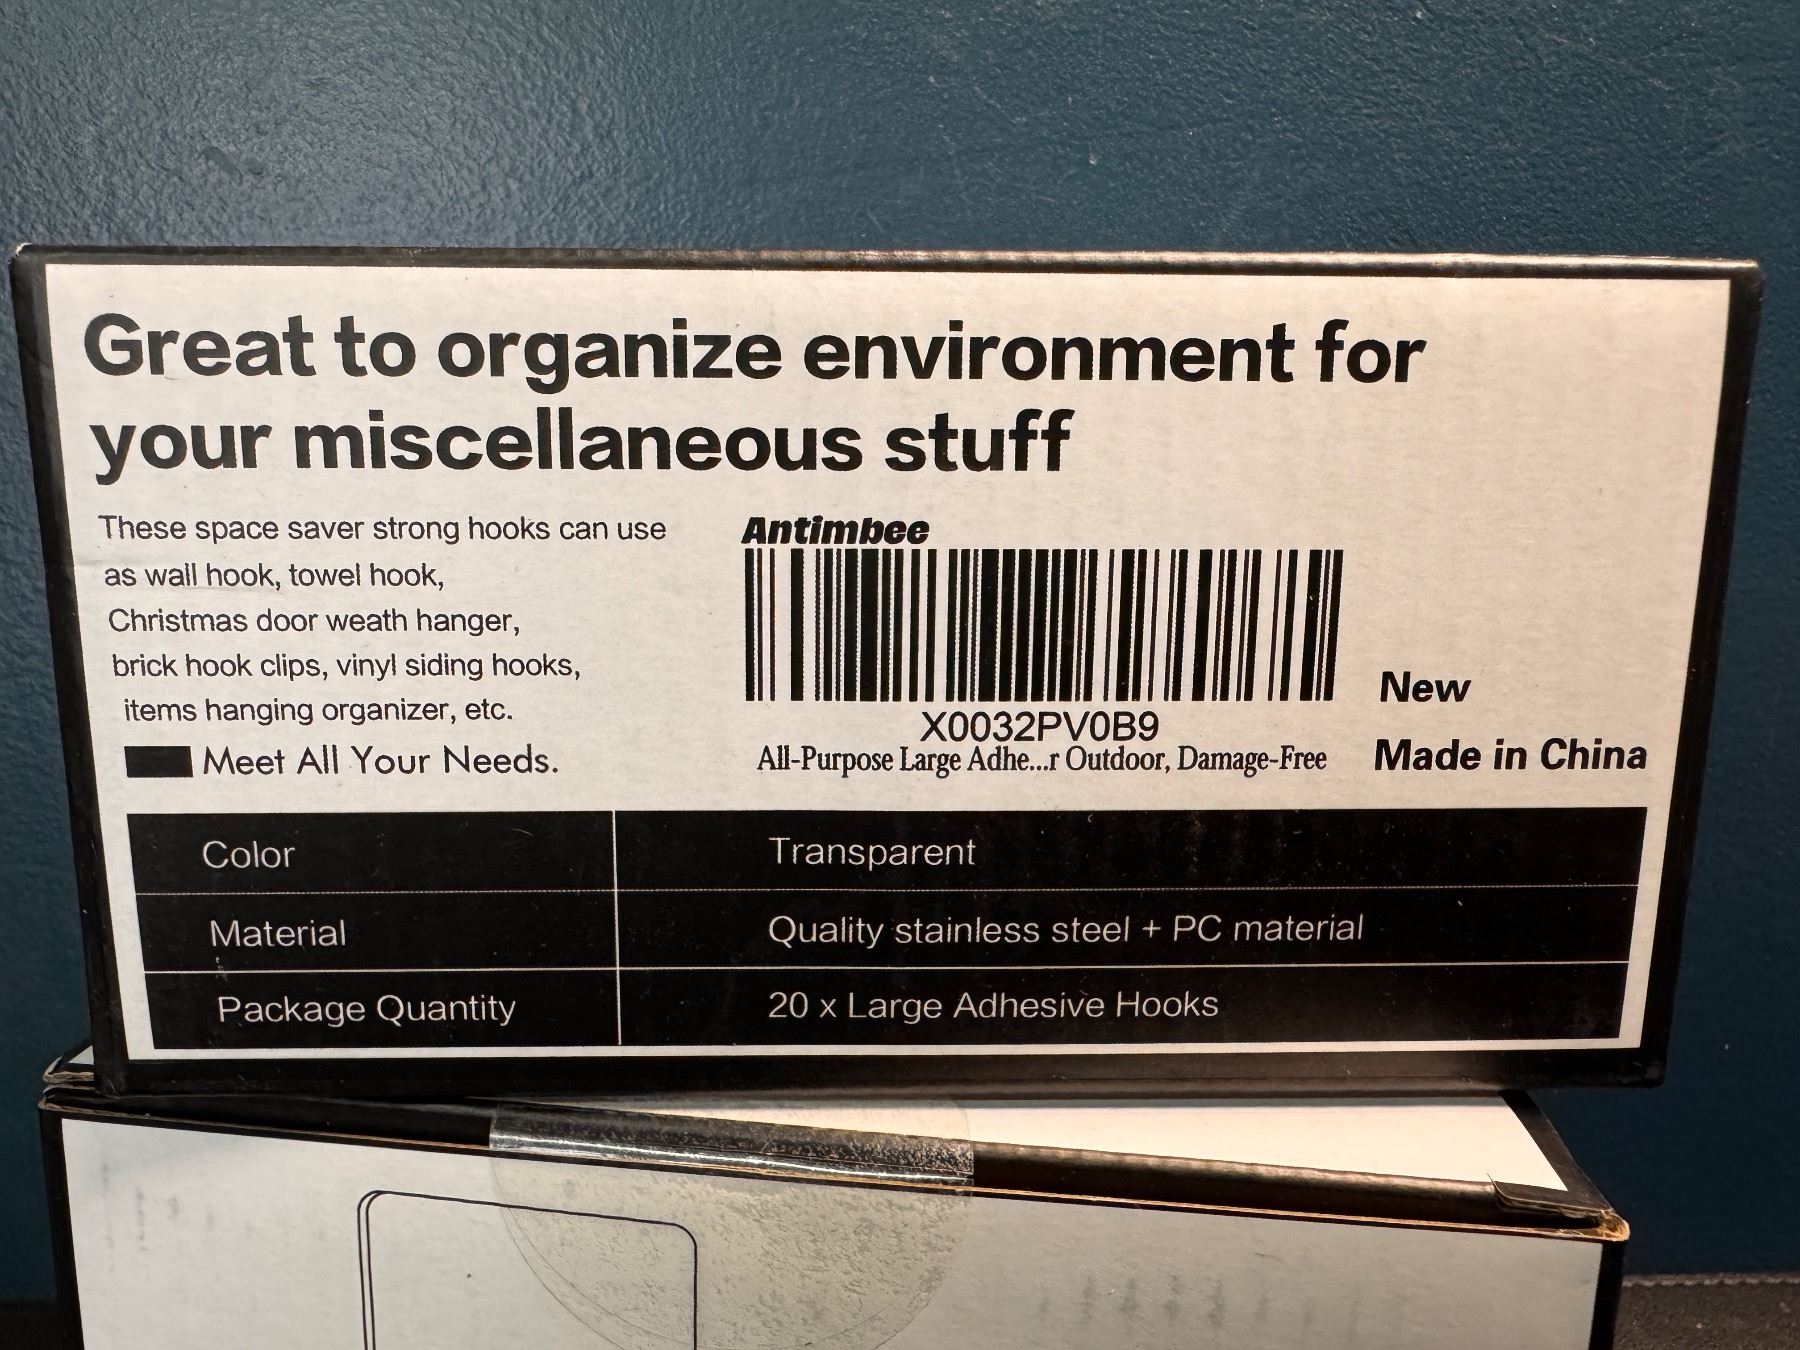 Great to organize environment for
your miscellaneous stuff
These space saver strong hooks can use
as wall hook, towel hook,
Christmas door weath hanger,
brick hook clips, vinyl siding hooks,
items hanging organizer, etc.
Meet All Your Needs.
Antimbee
X0032PV0B9
All-Purpose Large Adhe...r Outdoor, Damage-Free
New
Made in China
Color Transparent
Material Quality stainless steel + PC material
Package Quantity 20 x Large Adhesive Hooks